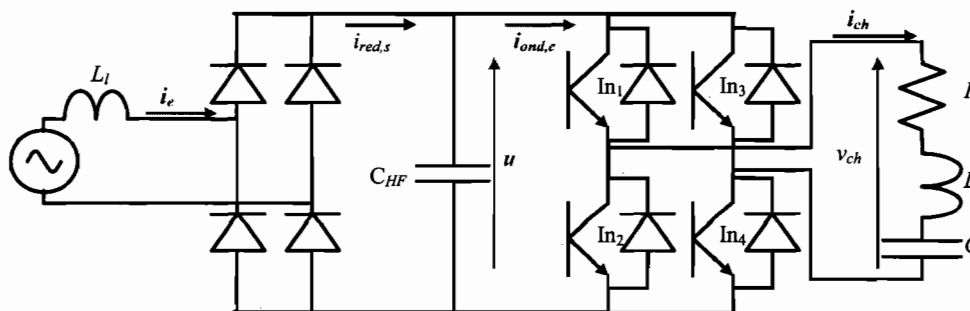 i_red,s
i_ond,e
i_ch
L_l
i_e
In_1
In_3
C_HF
u
v_ch
In_2
In_4